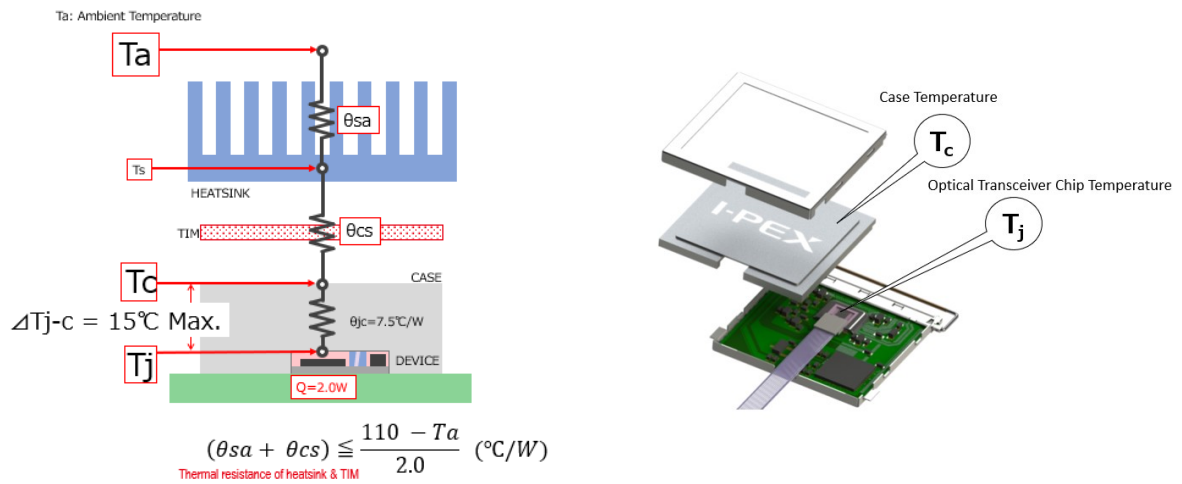 Ta: Ambient Temperature
Ta
θsa
Ts
HEATSINK
TIM
θcs
Tc
CASE
⊿Tj-c = 15℃ Max.
θjc=7.5℃/W
Tj
DEVICE
Q=2.0W
(θsa + θcs) ≦ 110 − Ta / 2.0 (℃/W)
Thermal resistance of heatsink & TIM
Case Temperature
Tc
Optical Transceiver Chip Temperature
Tj
I-PEX